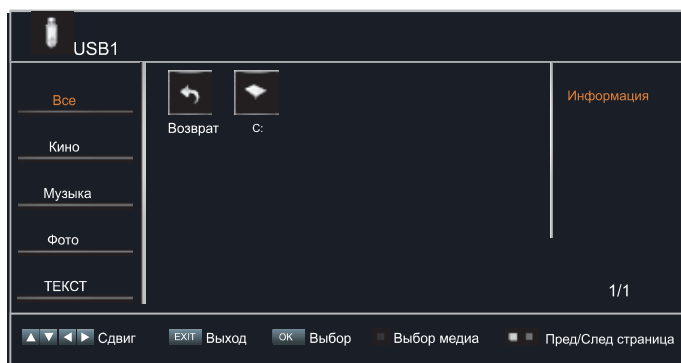 USB1
Все
Кино
Музыка
Фото
ТЕКСТ
Возврат
C:
Информация
1/1
Сдвиг EXIT Выход OK Выбор Выбор медиа Пред/След страница